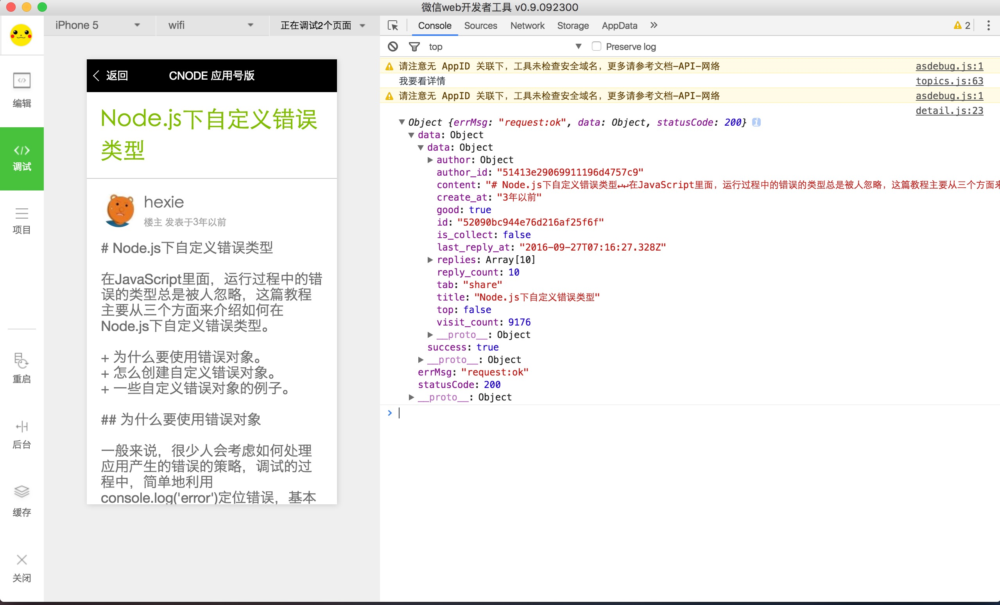 微信web开发者工具 v0.9.092300
iPhone 5
wifi
正在调试2个页面
编辑
调试
项目
重启
后台
缓存
关闭
返回
CNODE 应用号版
Node.js下自定义错误
类型
hexie
楼主 发表于3年以前
# Node.js下自定义错误类型
在JavaScript里面，运行过程中的错
误的类型总是被人忽略，这篇教程
主要从三个方面来介绍如何在
Node.js下自定义错误类型。
+ 为什么要使用错误对象。
+ 怎么创建自定义错误对象。
+ 一些自定义错误对象的例子。
## 为什么要使用错误对象
一般来说，很少人会考虑如何处理
应用产生的错误的策略，调试的过
程中，简单地利用
console.log('error')定位错误，基本
Console Sources Network Storage AppData » 2
top ▼ Preserve log
请注意无 AppID 关联下，工具未检查安全域名，更多请参考文档-API-网络 asdebug.js:1
我要看详情 topics.js:63
请注意无 AppID 关联下，工具未检查安全域名，更多请参考文档-API-网络 asdebug.js:1
detail.js:23
▼ Object {errMsg: "request:ok", data: Object, statusCode: 200} i
▼ data: Object
▼ data: Object
▶ author: Object
author_id: "51413e29069911196d4757c9"
content: "# Node.js下自定义错误类型↵↵在JavaScript里面，运行过程中的错误的类型总是被人忽略，这篇教程主要从三个方面来
create_at: "3年以前"
good: true
id: "52090bc944e76d216af25f6f"
is_collect: false
last_reply_at: "2016-09-27T07:16:27.328Z"
▶ replies: Array[10]
reply_count: 10
tab: "share"
title: "Node.js下自定义错误类型"
top: false
visit_count: 9176
▶ __proto__: Object
success: true
▶ __proto__: Object
errMsg: "request:ok"
statusCode: 200
▶ __proto__: Object
>